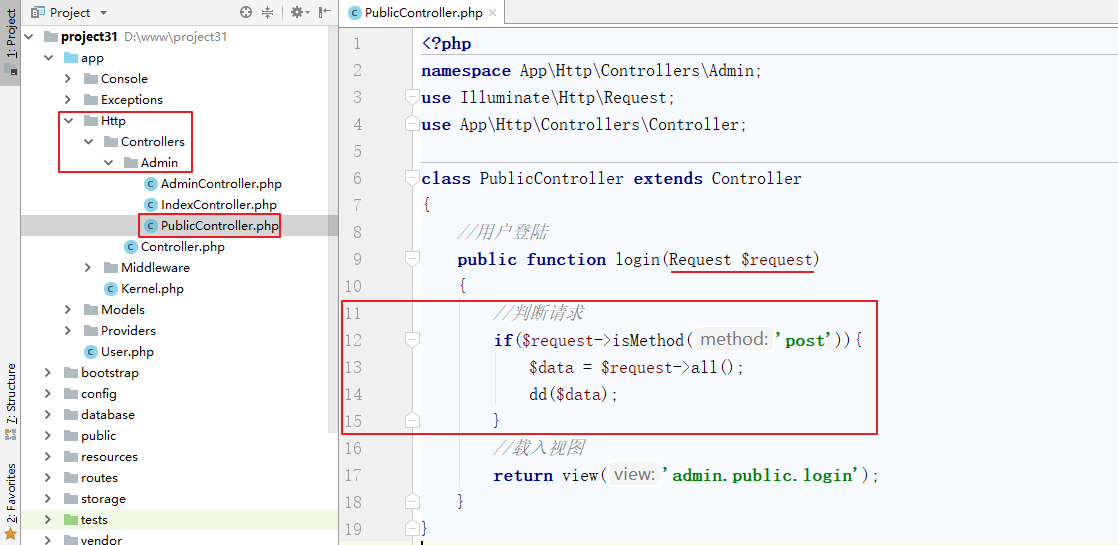 1: Project
7: Structure
2: Favorites
Project
project31 D:\www\project31
app
Console
Exceptions
Http
Controllers
Admin
AdminController.php
IndexController.php
PublicController.php
Controller.php
Middleware
Kernel.php
Models
Providers
User.php
bootstrap
config
database
public
resources
routes
storage
tests
vendor
PublicController.php
1 <?php
2 namespace App\Http\Controllers\Admin;
3 use Illuminate\Http\Request;
4 use App\Http\Controllers\Controller;
5
6 class PublicController extends Controller
7 {
8 //用户登陆
9 public function login(Request $request)
10 {
11 //判断请求
12 if($request->isMethod( method: 'post')){
13 $data = $request->all();
14 dd($data);
15 }
16 //载入视图
17 return view( view: 'admin.public.login');
18 }
19 }